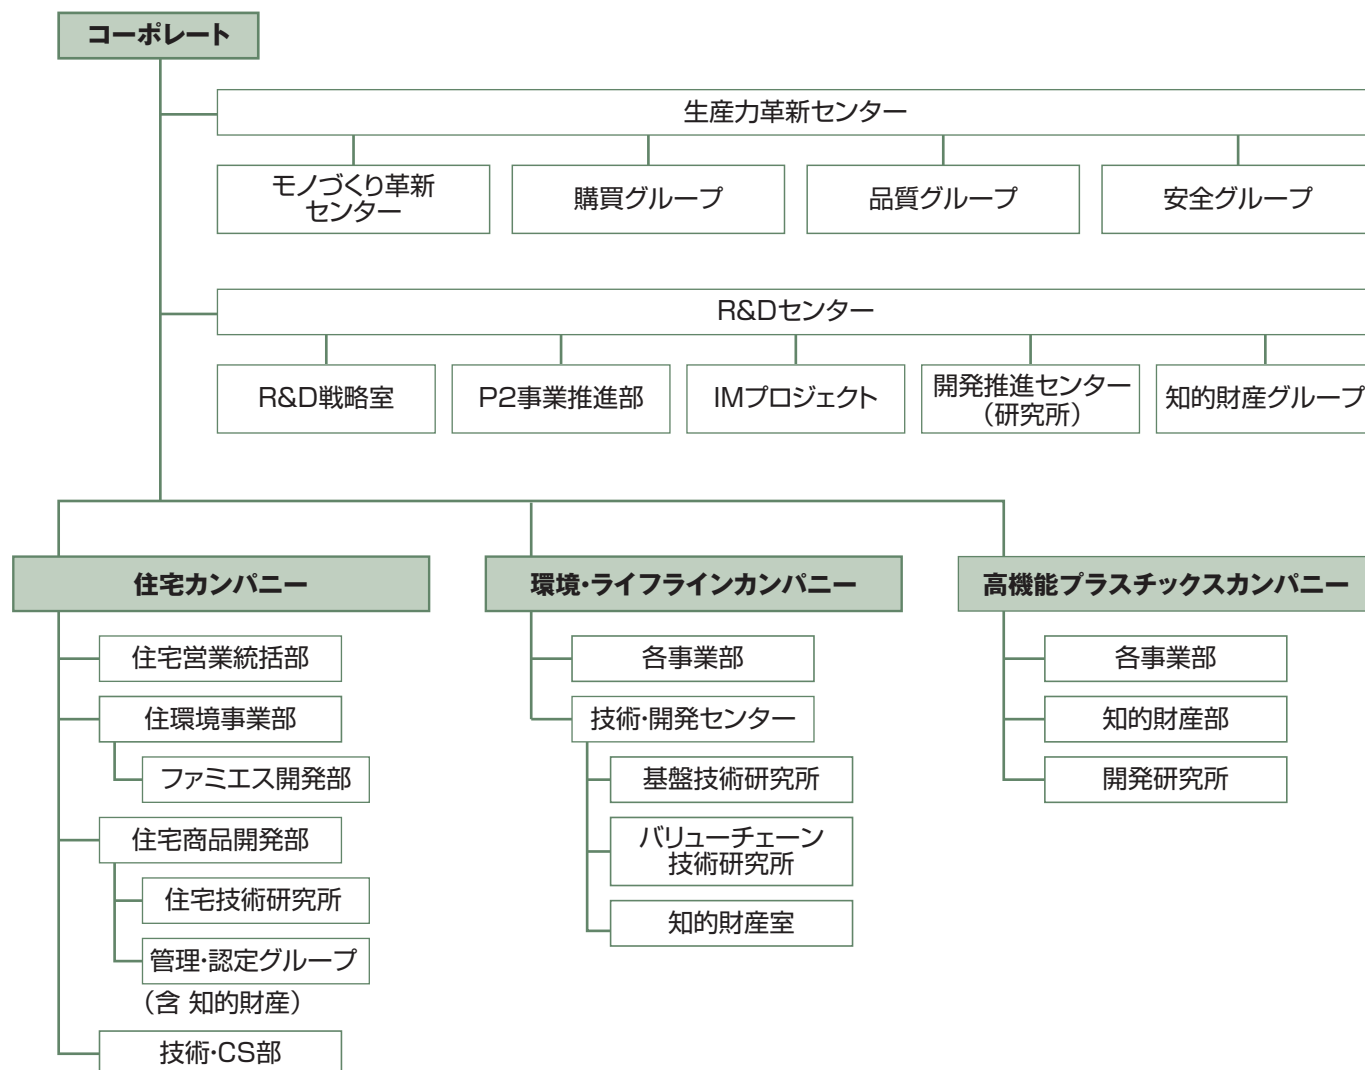 コーポレート
生産力革新センター
モノづくり革新
センター
購買グループ
品質グループ
安全グループ
R&Dセンター
R&D戦略室
P2事業推進部
IMプロジェクト
開発推進センター
（研究所）
知的財産グループ
住宅カンパニー
住宅営業統括部
住環境事業部
ファミエス開発部
住宅商品開発部
住宅技術研究所
管理・認定グループ
（含 知的財産）
技術・CS部
環境・ライフラインカンパニー
各事業部
技術・開発センター
基盤技術研究所
バリューチェーン
技術研究所
知的財産室
高機能プラスチックスカンパニー
各事業部
知的財産部
開発研究所